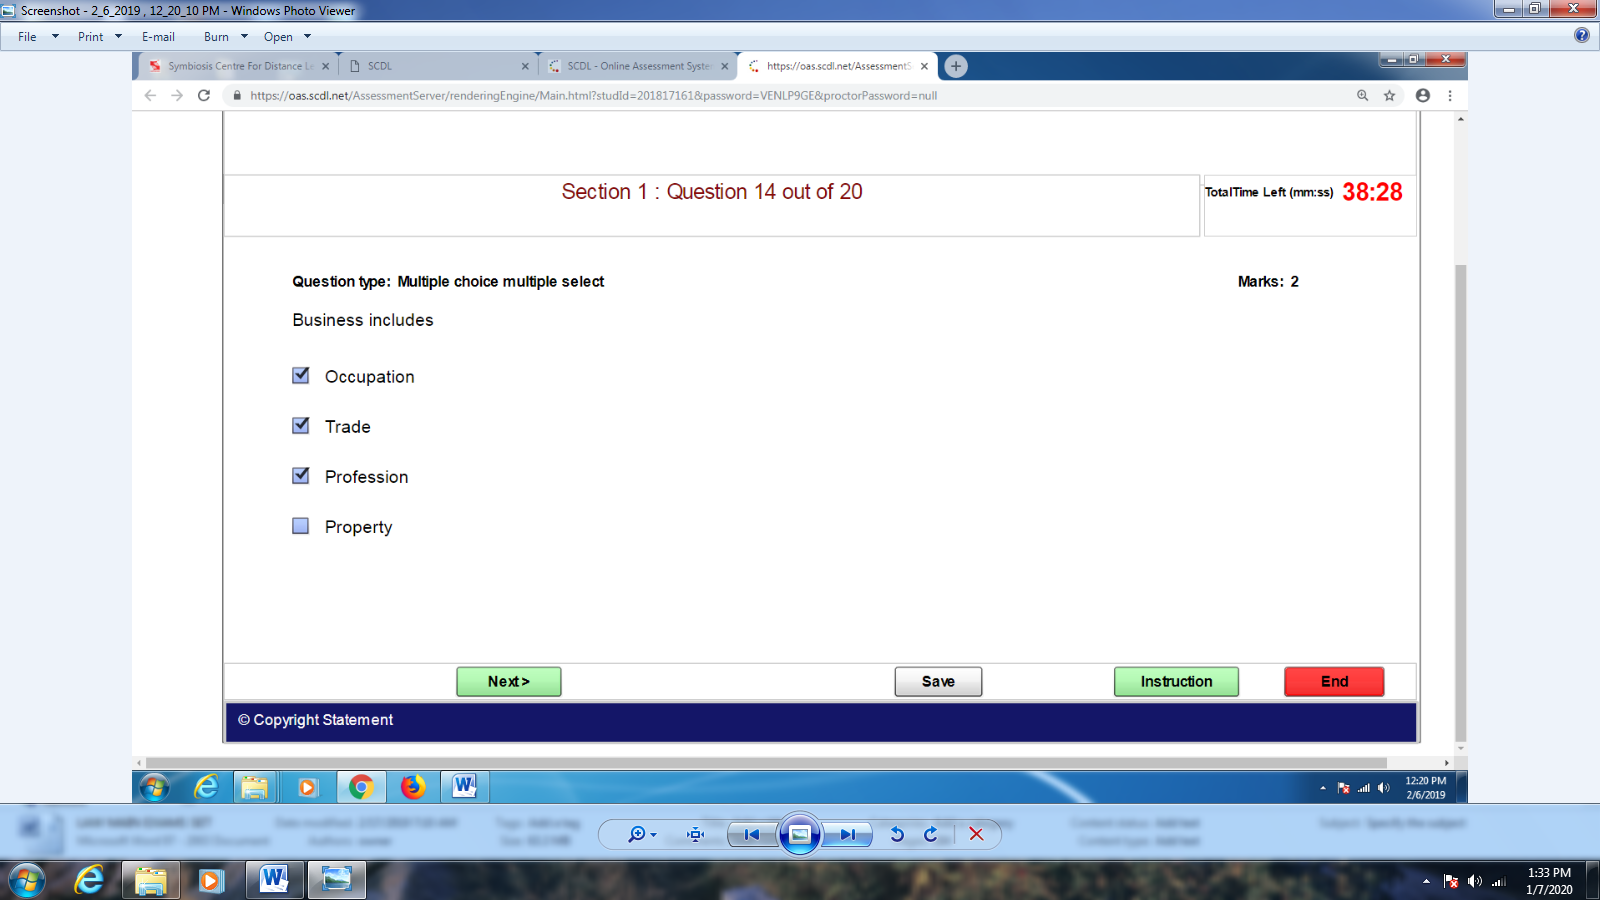 Screenshot - 2_6_2019 , 12_20_10 PM - Windows Photo Viewer
File Print E-mail Burn Open
Symbiosis Centre For Distance Le SCDL SCDL - Online Assessment System https://oas.scdl.net/AssessmentS
https://oas.scdl.net/AssessmentServer/renderingEngine/Main.html?studId=201817161&password=VENLP9GE&proctorPassword=null
Section 1 : Question 14 out of 20
TotalTime Left (mm:ss) 38:28
Question type: Multiple choice multiple select Marks: 2
Business includes
Occupation
Trade
Profession
Property
Next> Save Instruction End
© Copyright Statement
12:20 PM
2/6/2019
1:33 PM
1/7/2020